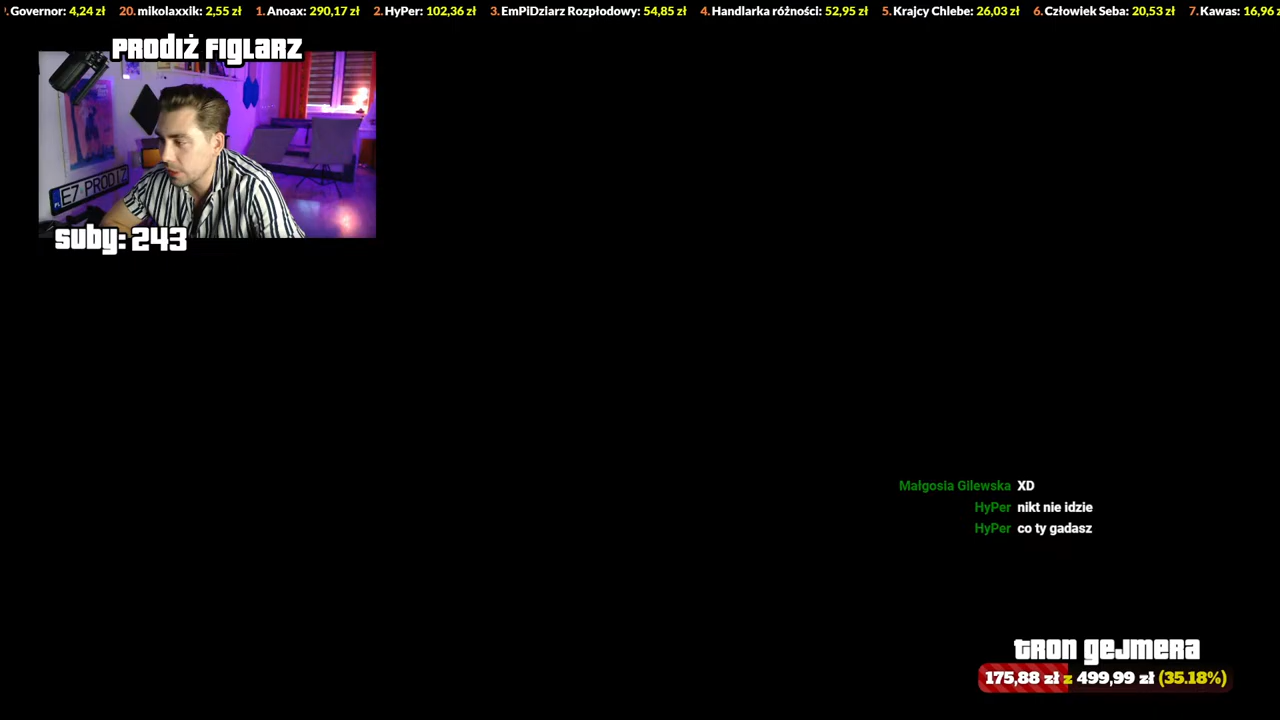 . Governor: 4,24 zł 20. mikolaxxik: 2,55 zł 1. Anoax: 290,17 zł 2. HyPer: 102,36 zł 3. EmPiDziarz Rozpłodowy: 54,85 zł 4. Handlarka różności: 52,95 zł 5. Krajcy Chlebe: 26,03 zł 6. Człowiek Seba: 20,53 zł 7. Kawas: 16,96 z
PRODIŻ FIGLARZ
E7 PRODIZ
suby: 243
Małgosia Gilewska XD
HyPer nikt nie idzie
HyPer co ty gadasz
tRON GEJMERA
175,88 zł z 499,99 zł (35.18%)